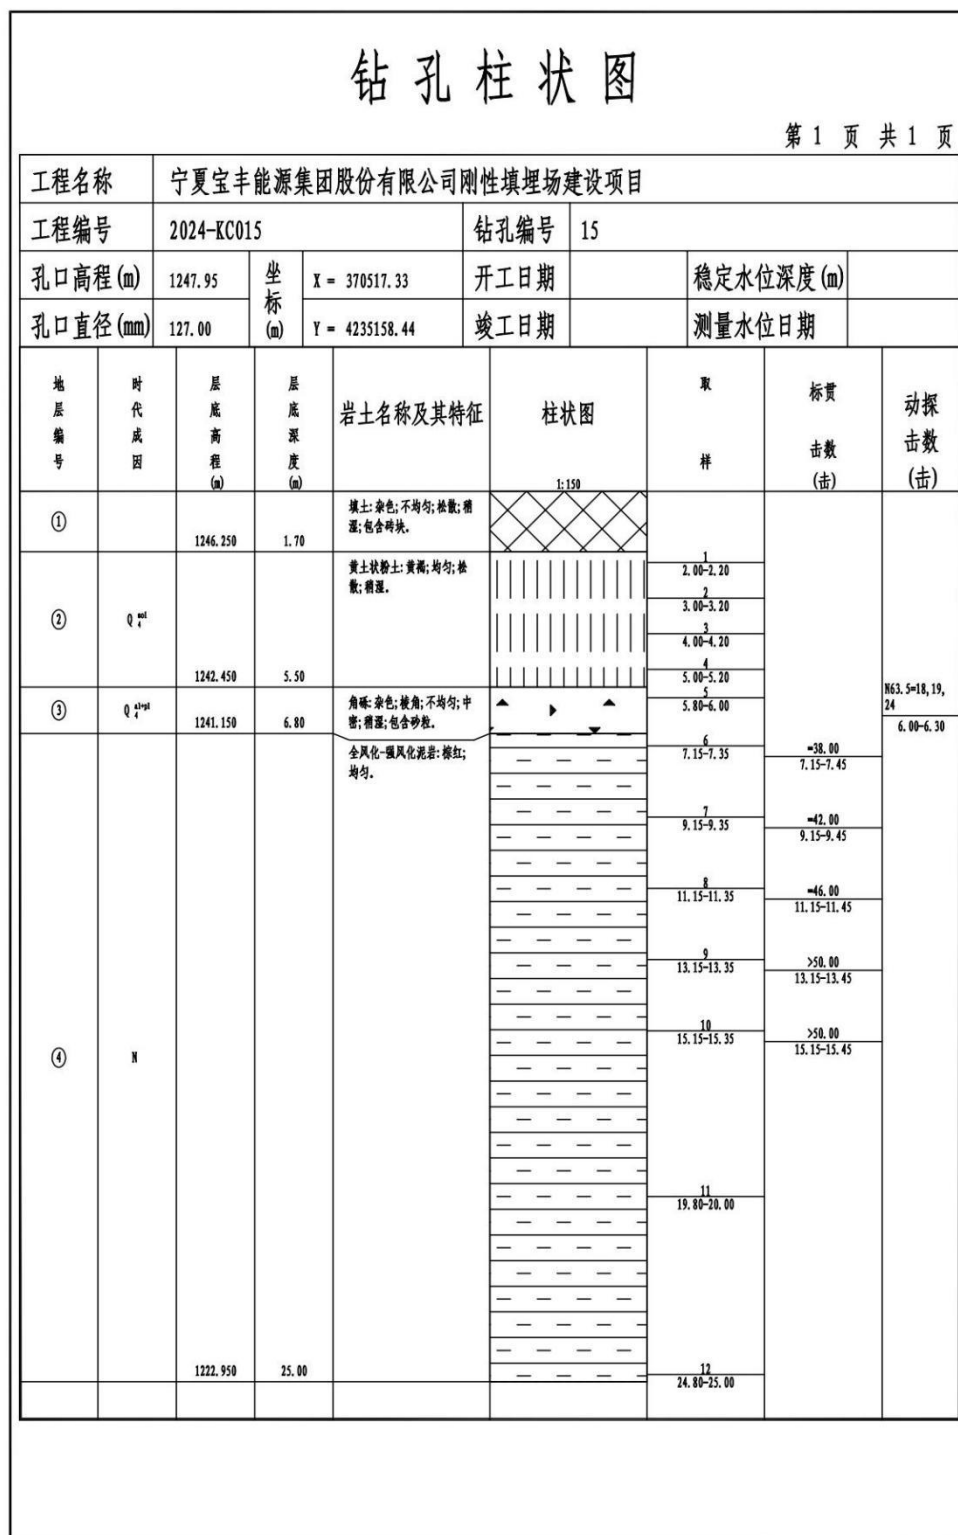 钻孔柱状图
第 1 页 共 1 页
工程名称 宁夏宝丰能源集团股份有限公司刚性填埋场建设项目
工程编号 2024-KC015 钻孔编号 15
孔口高程(m) 1247.95 坐标(m) X = 370517.33 开工日期 稳定水位深度(m)
孔口直径(mm) 127.00 Y = 4235158.44 竣工日期 测量水位日期
地层编号 时代成因 层底高程(m) 层底深度(m) 岩土名称及其特征 柱状图 1:150 取样 标贯击数(击) 动探击数(击)
① 1246.250 1.70
填土:杂色;不均匀;松散;稍
湿;包含砖块。
② Q 4 eol 1242.450 5.50
黄土状粉土:黄褐;均匀;松
散;稍湿。
1
2.00-2.20
2
3.00-3.20
3
4.00-4.20
4
5.00-5.20
③ Q 4 al+pl 1241.150 6.80
角砾:杂色;棱角;不均匀;中
密;稍湿;包含砂粒。
5
5.80-6.00
N63.5=18,19,
24
6.00-6.30
④ N 1222.950 25.00
全风化-强风化泥岩:棕红;
均匀。
6
7.15-7.35
=38.00
7.15-7.45
7
9.15-9.35
=42.00
9.15-9.45
8
11.15-11.35
=46.00
11.15-11.45
9
13.15-13.35
>50.00
13.15-13.45
10
15.15-15.35
>50.00
15.15-15.45
11
19.80-20.00
12
24.80-25.00